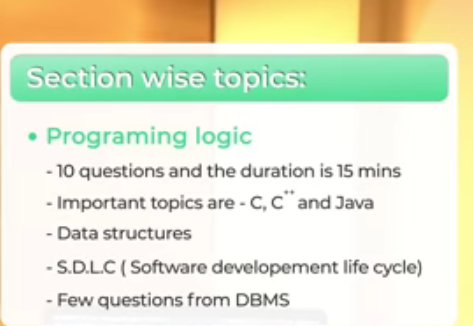 Section wise topics:
• Programing logic
- 10 questions and the duration is 15 mins
- Important topics are - C, C++ and Java
- Data structures
- S.D.L.C ( Software developement life cycle)
- Few questions from DBMS